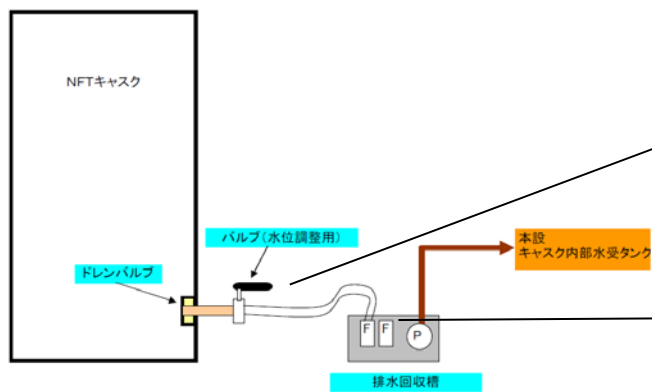 NFTキャスク
バルブ(水位調整用)
本設
キャスク内部水受タンク
ドレンバルブ
F F P
排水回収槽